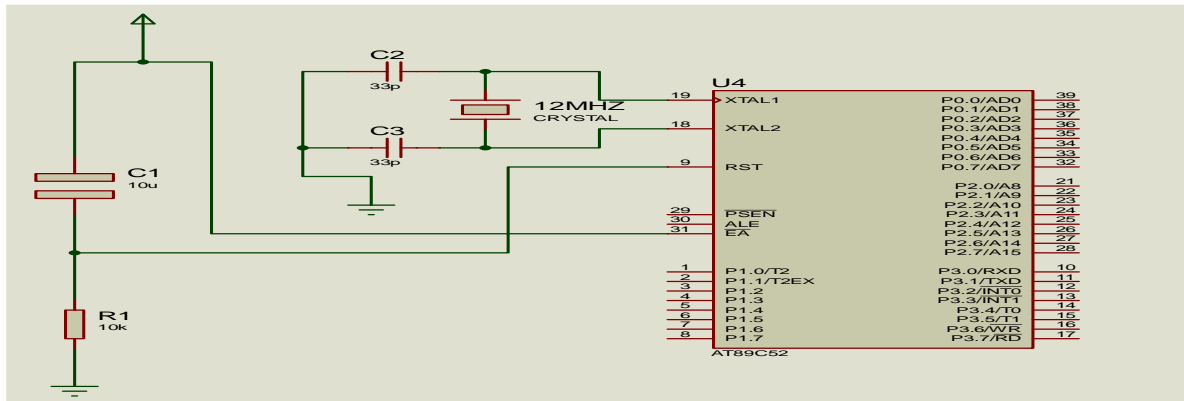 C2
33p
12MHZ
CRYSTAL
C3
33p
C1
10u
R1
10k
U4
19 XTAL1
18 XTAL2
9 RST
29 PSEN
30 ALE
31 EA
1 P1.0/T2
2 P1.1/T2EX
3 P1.2
4 P1.3
5 P1.4
6 P1.5
7 P1.6
8 P1.7
P0.0/AD0 39
P0.1/AD1 38
P0.2/AD2 37
P0.3/AD3 36
P0.4/AD4 35
P0.5/AD5 34
P0.6/AD6 33
P0.7/AD7 32
P2.0/A8 21
P2.1/A9 22
P2.2/A10 23
P2.3/A11 24
P2.4/A12 25
P2.5/A13 26
P2.6/A14 27
P2.7/A15 28
P3.0/RXD 10
P3.1/TXD 11
P3.2/INT0 12
P3.3/INT1 13
P3.4/T0 14
P3.5/T1 15
P3.6/WR 16
P3.7/RD 17
AT89C52